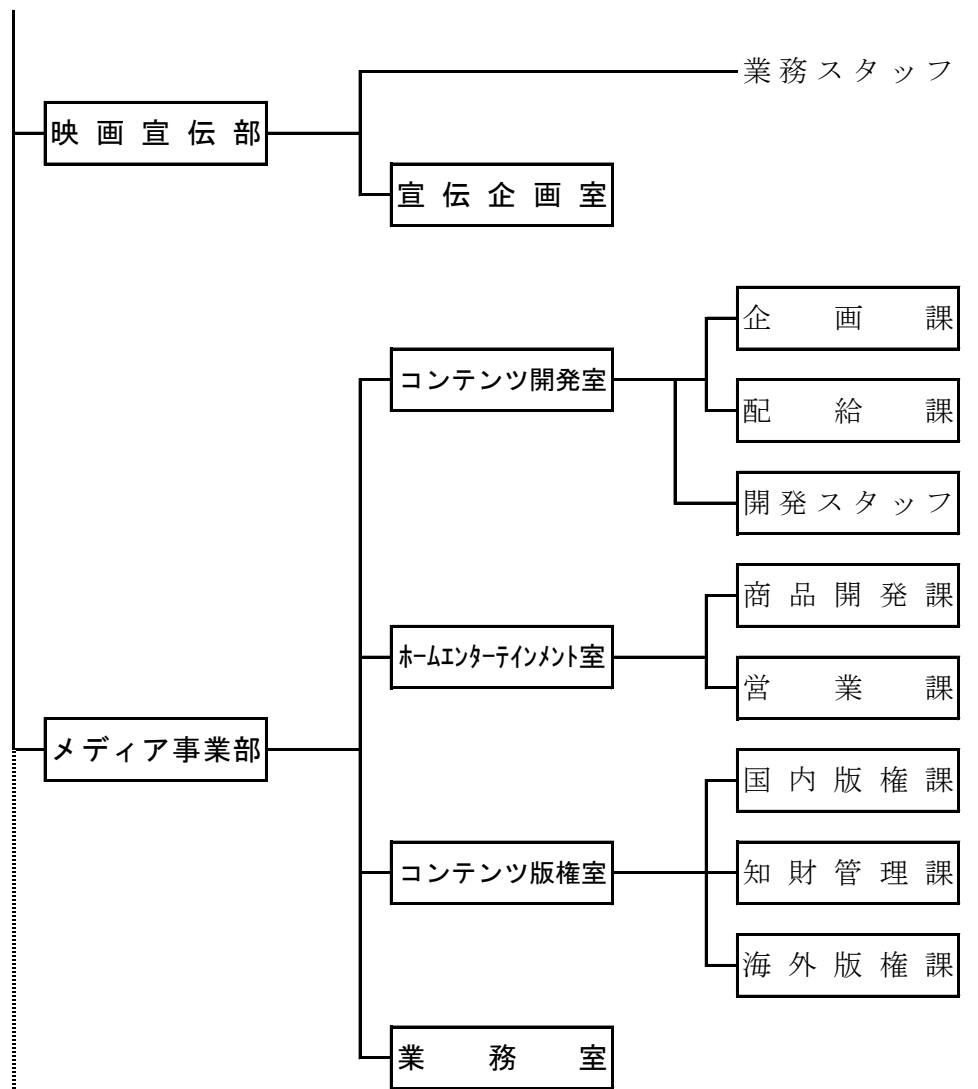 業務スタッフ
映画宣伝部
宣伝企画室
企画課
コンテンツ開発室
配給課
開発スタッフ
商品開発課
ホームエンターテインメント室
営業課
メディア事業部
国内版権課
コンテンツ版権室
知財管理課
海外版権課
業務室